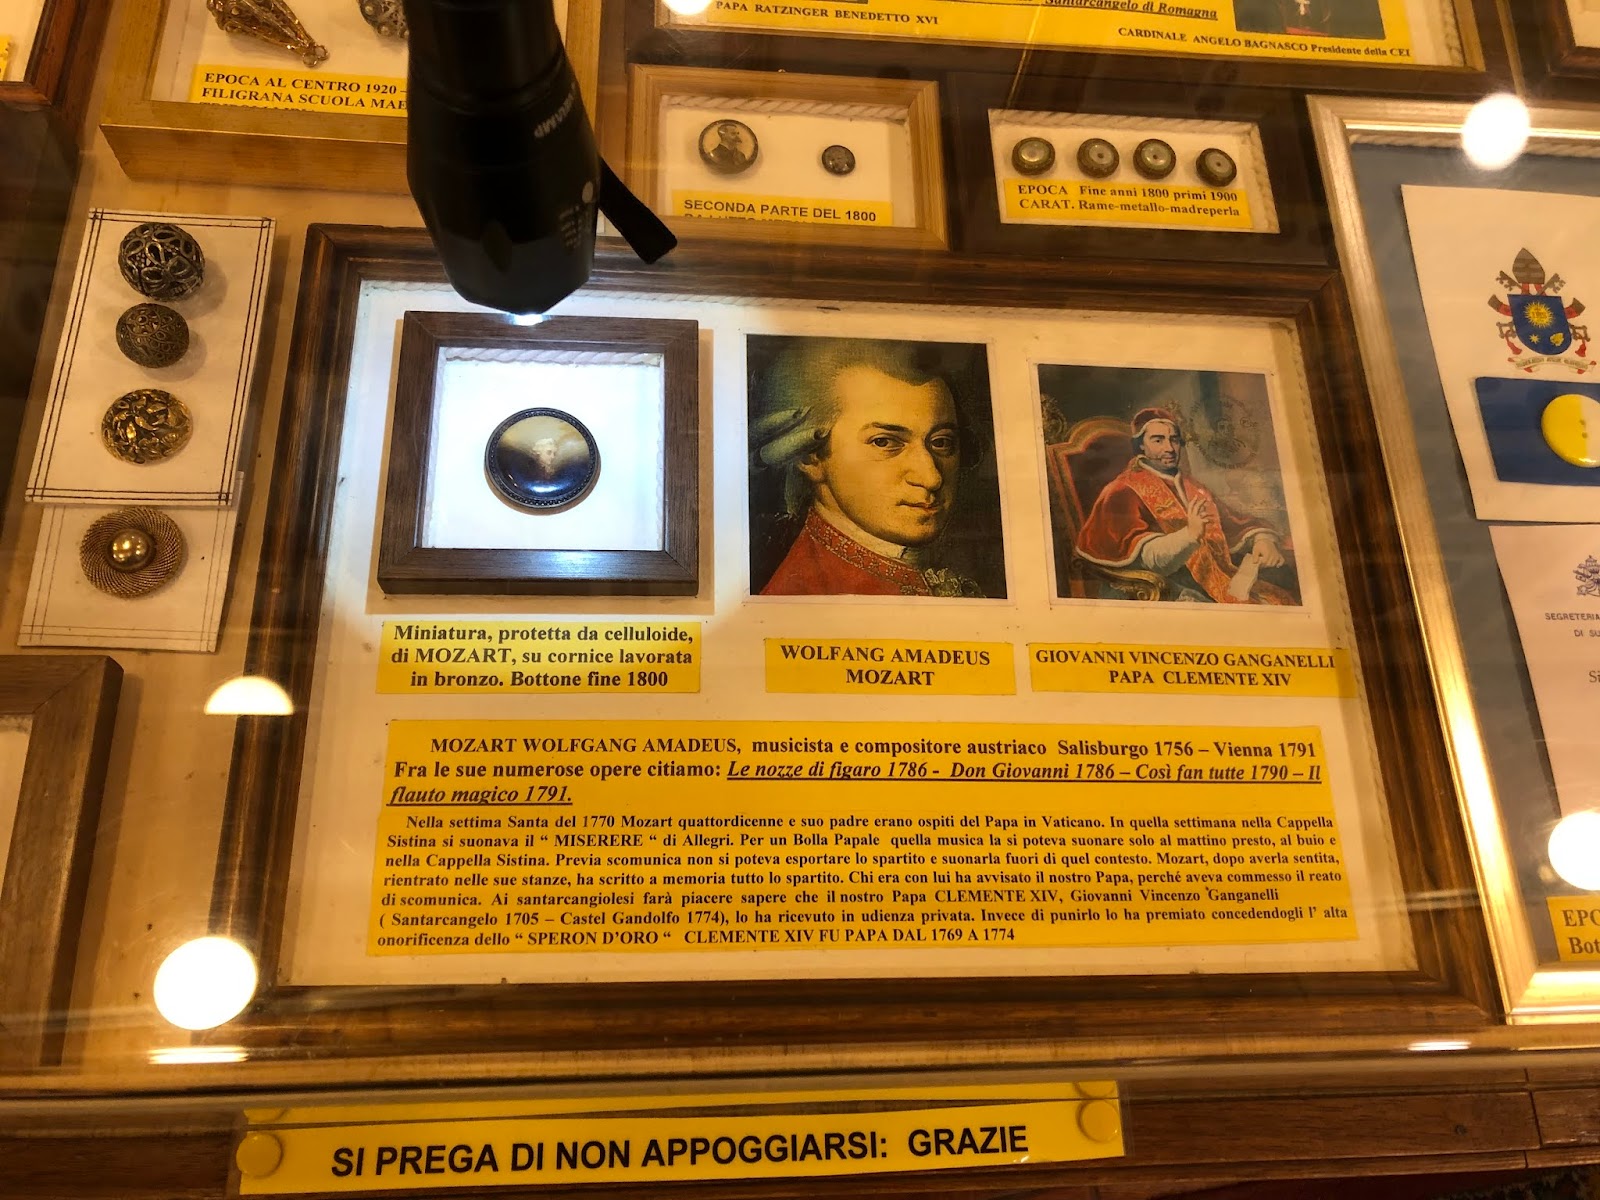 PAPA RATZINGER BENEDETTO XVI
Santarcangelo di Romagna
CARDINALE ANGELO BAGNASCO Presidente della CEI
EPOCA AL CENTRO 1920 –
FILIGRANA SCUOLA
SECONDA PARTE DEL 1800
EPOCA Fine anni 1800 primi 1900
CARAT. Rame-metallo-madreperla
Miniatura, protetta da celluloide,
di MOZART, su cornice lavorata
in bronzo. Bottone fine 1800
WOLFANG AMADEUS
MOZART
GIOVANNI VINCENZO GANGANELLI
PAPA CLEMENTE XIV
MOZART WOLFGANG AMADEUS, musicista e compositore austriaco Salisburgo 1756 – Vienna 1791
Fra le sue numerose opere citiamo: Le nozze di figaro 1786 - Don Giovanni 1786 – Così fan tutte 1790 – Il
flauto magico 1791.
Nella settima Santa del 1770 Mozart quattordicenne e suo padre erano ospiti del Papa in Vaticano. In quella settimana nella Cappella
Sistina si suonava il “ MISERERE “ di Allegri. Per un Bolla Papale quella musica la si poteva suonare solo al mattino presto, al buio e
nella Cappella Sistina. Previa scomunica non si poteva esportare lo spartito e suonarla fuori di quel contesto. Mozart, dopo averla sentita,
rientrato nelle sue stanze, ha scritto a memoria tutto lo spartito. Chi era con lui ha avvisato il nostro Papa, perché aveva commesso il reato
di scomunica. Ai santarcangiolesi farà piacere sapere che il nostro Papa CLEMENTE XIV, Giovanni Vincenzo Ganganelli
( Santarcangelo 1705 – Castel Gandolfo 1774), lo ha ricevuto in udienza privata. Invece di punirlo lo ha premiato concedendogli l’ alta
onorificenza dello “ SPERON D’ORO “ CLEMENTE XIV FU PAPA DAL 1769 A 1774
SEGRETERIA
DI
SI PREGA DI NON APPOGGIARSI: GRAZIE